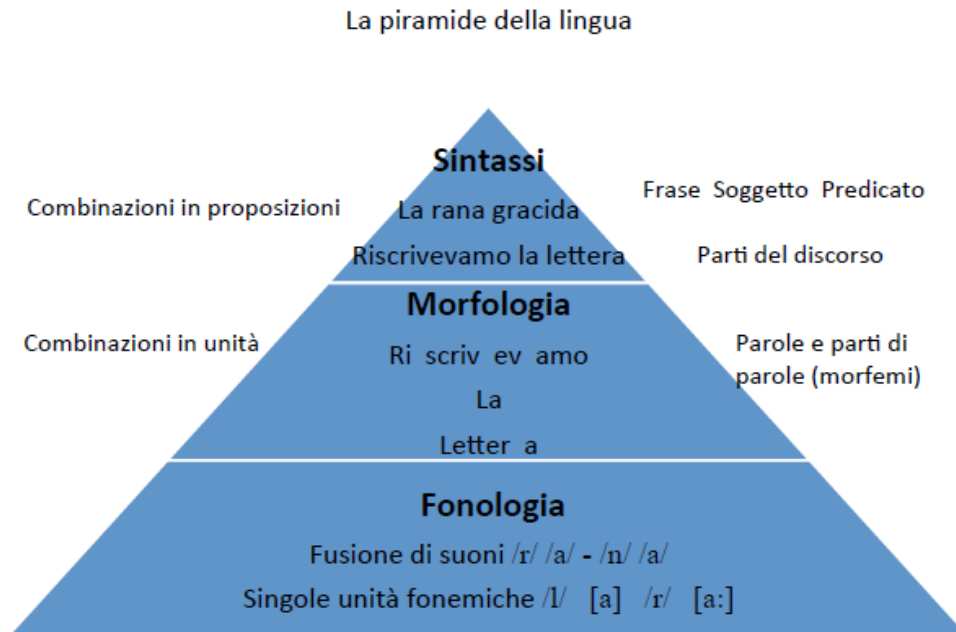 La piramide della lingua
Sintassi
Combinazioni in proposizioni
La rana gracida
Frase Soggetto Predicato
Riscrivevamo la lettera
Parti del discorso
Morfologia
Combinazioni in unità
Ri scriv ev amo
Parole e parti di
parole (morfemi)
La
Letter a
Fonologia
Fusione di suoni /r/ /a/ - /n/ /a/
Singole unità fonemiche /l/ [a] /r/ [a:]